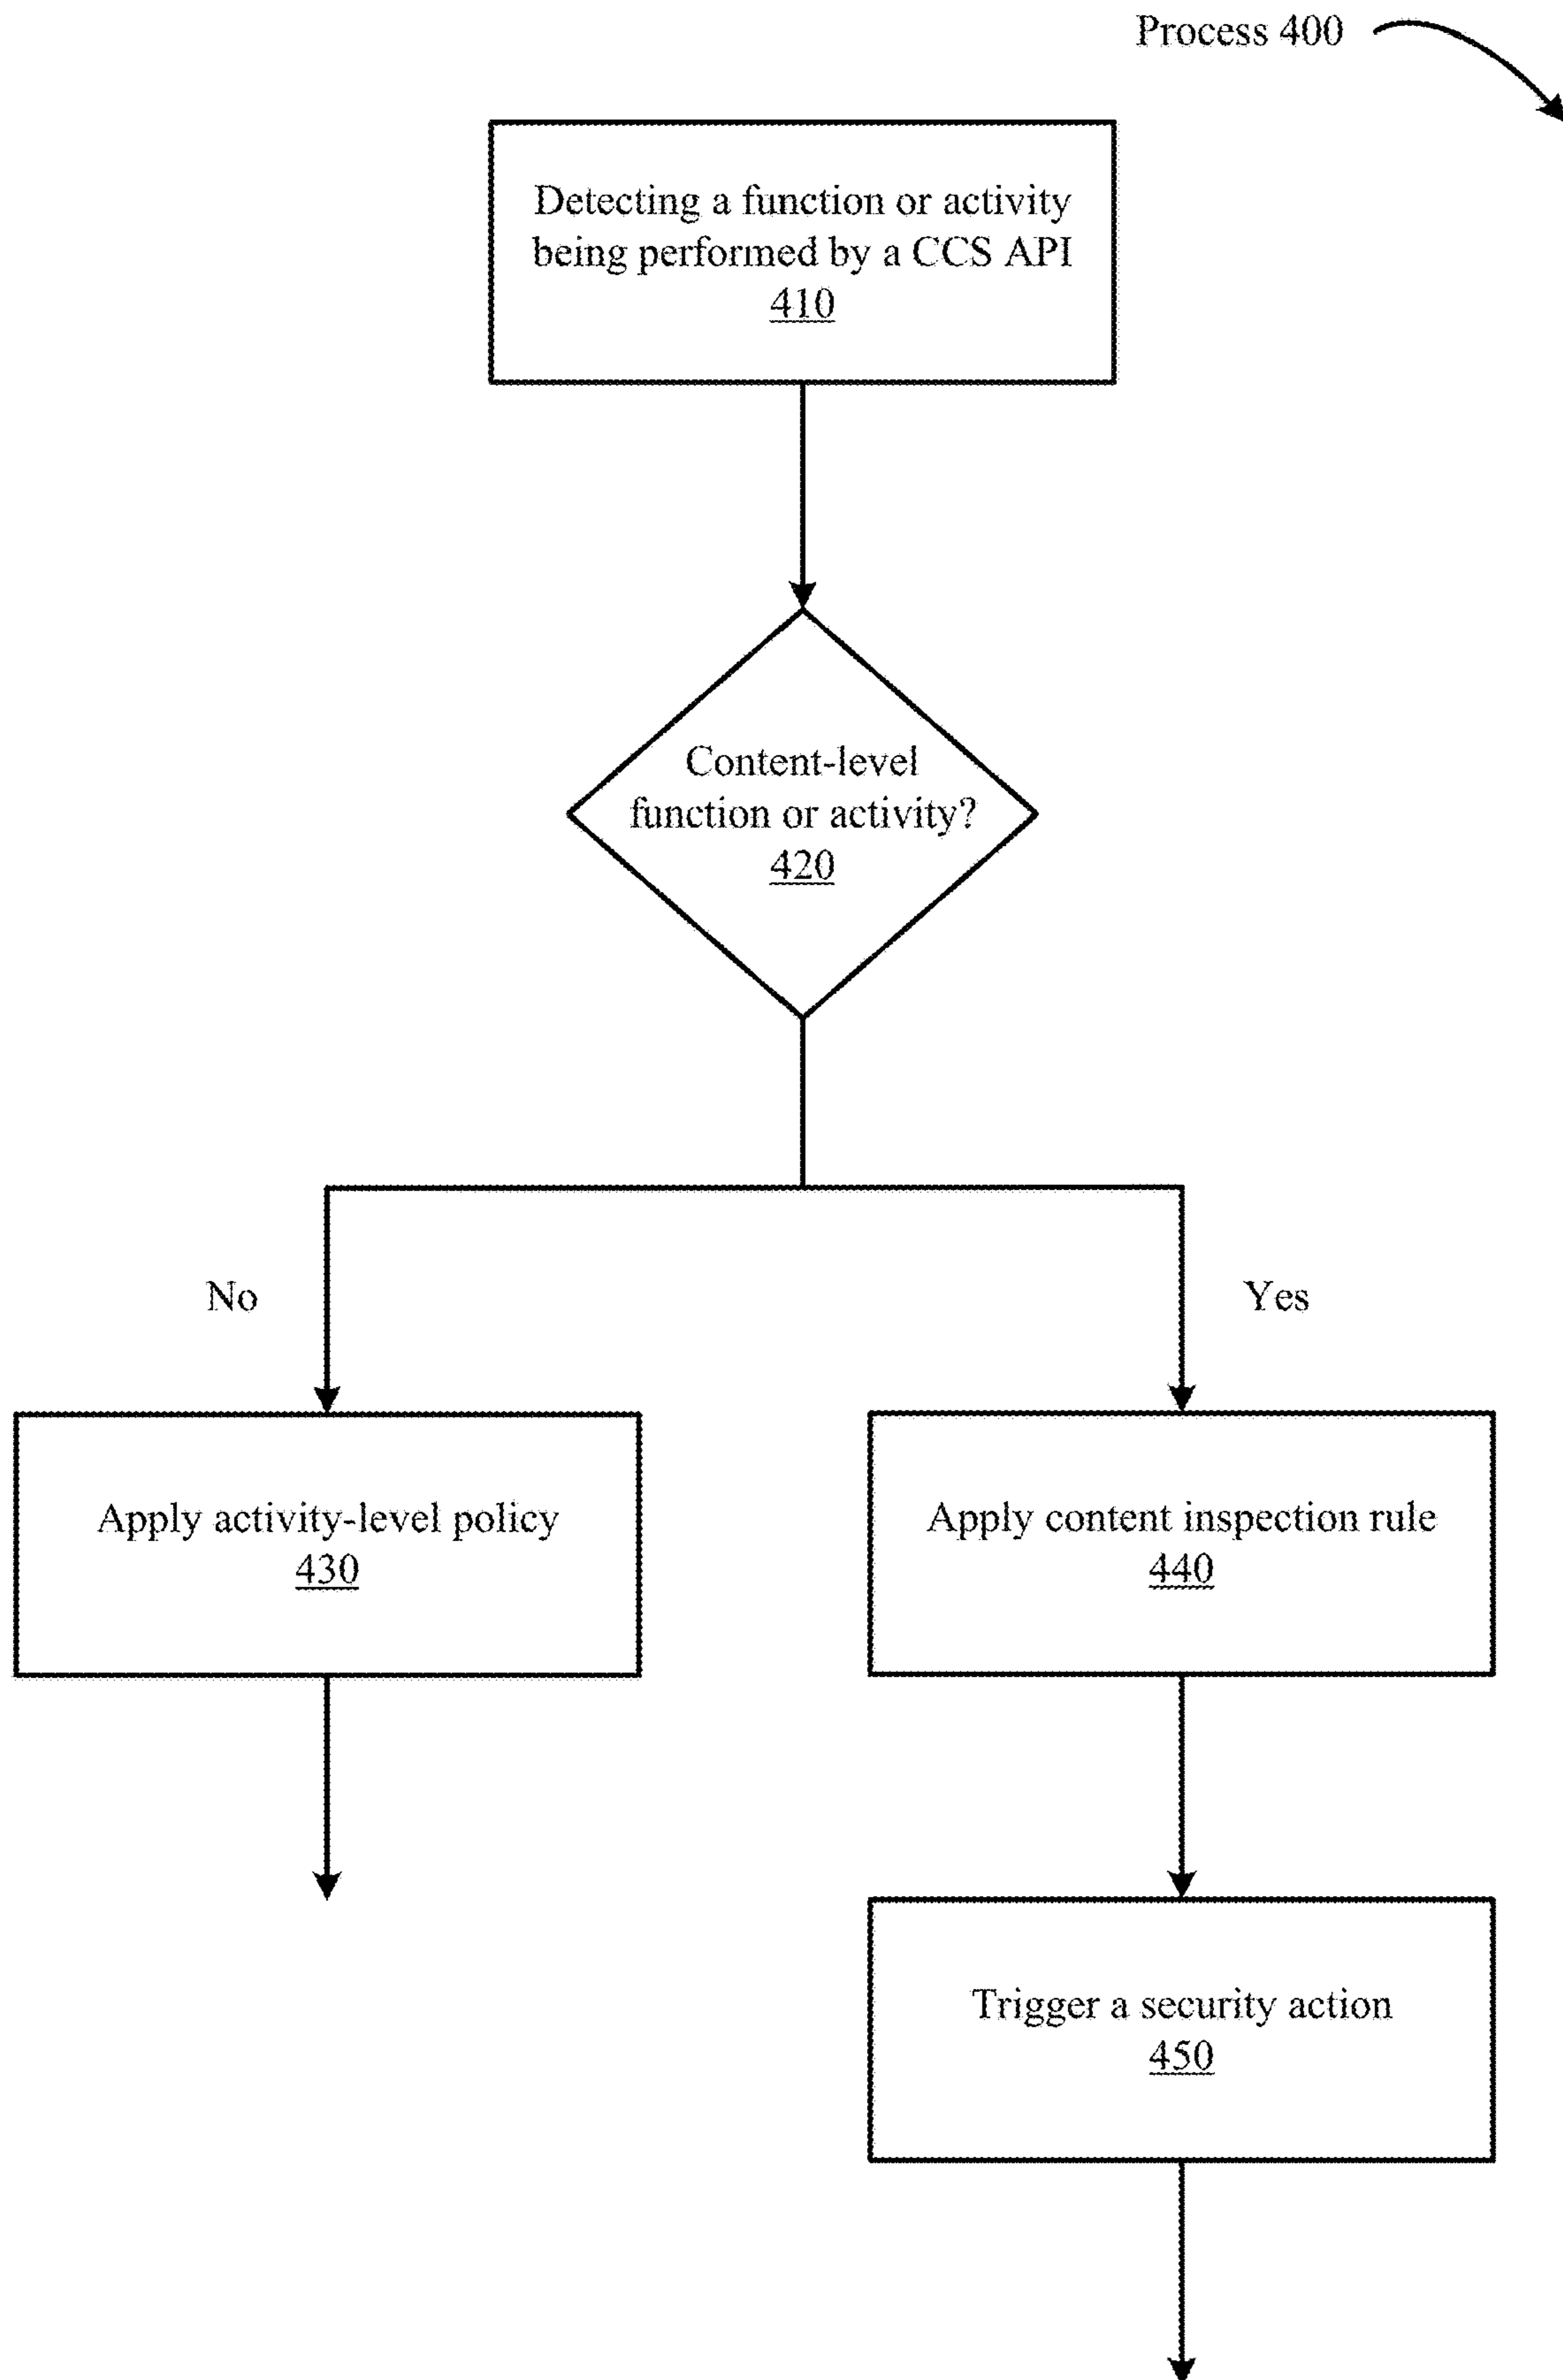 Process 400
Detecting a function or activity
being performed by a CCS API
410
Content-level
function or activity?
420
No
Yes
Apply activity-level policy
430
Apply content inspection rule
440
Trigger a security action
450